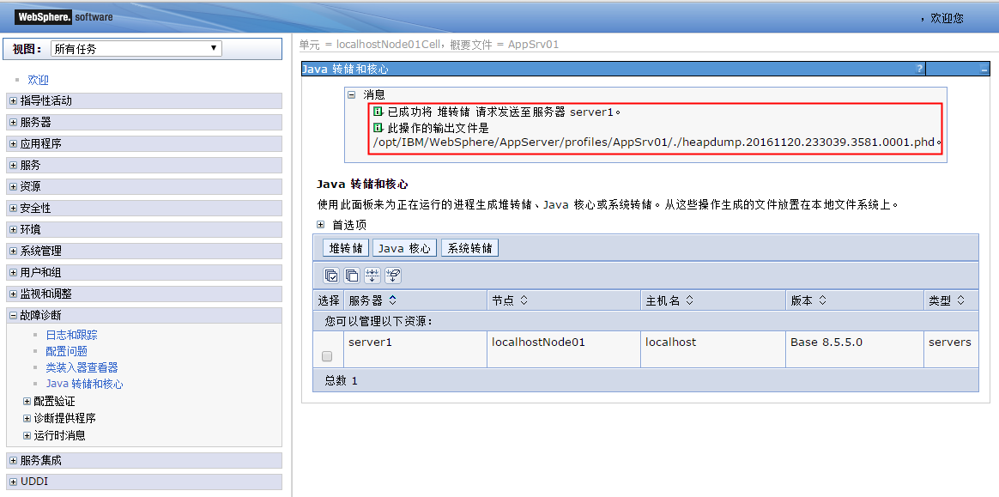 WebSphere. software
，欢迎您
视图： 所有任务
欢迎
指导性活动
服务器
应用程序
服务
资源
安全性
环境
系统管理
用户和组
监视和调整
故障诊断
日志和跟踪
配置问题
类装入器查看器
Java 转储和核心
配置验证
诊断提供程序
运行时消息
服务集成
UDDI
单元 = localhostNode01Cell，概要文件 = AppSrv01
Java 转储和核心 ? _
消息
已成功将 堆转储 请求发送至服务器 server1。
此操作的输出文件是
/opt/IBM/WebSphere/AppServer/profiles/AppSrv01/./heapdump.20161120.233039.3581.0001.phd。
Java 转储和核心
使用此面板来为正在运行的进程生成堆转储、Java 核心或系统转储。从这些操作生成的文件放置在本地文件系统上。
首选项
堆转储 Java 核心 系统转储
选择 服务器 节点 主机名 版本 类型
您可以管理以下资源：
server1 localhostNode01 localhost Base 8.5.5.0 servers
总数 1